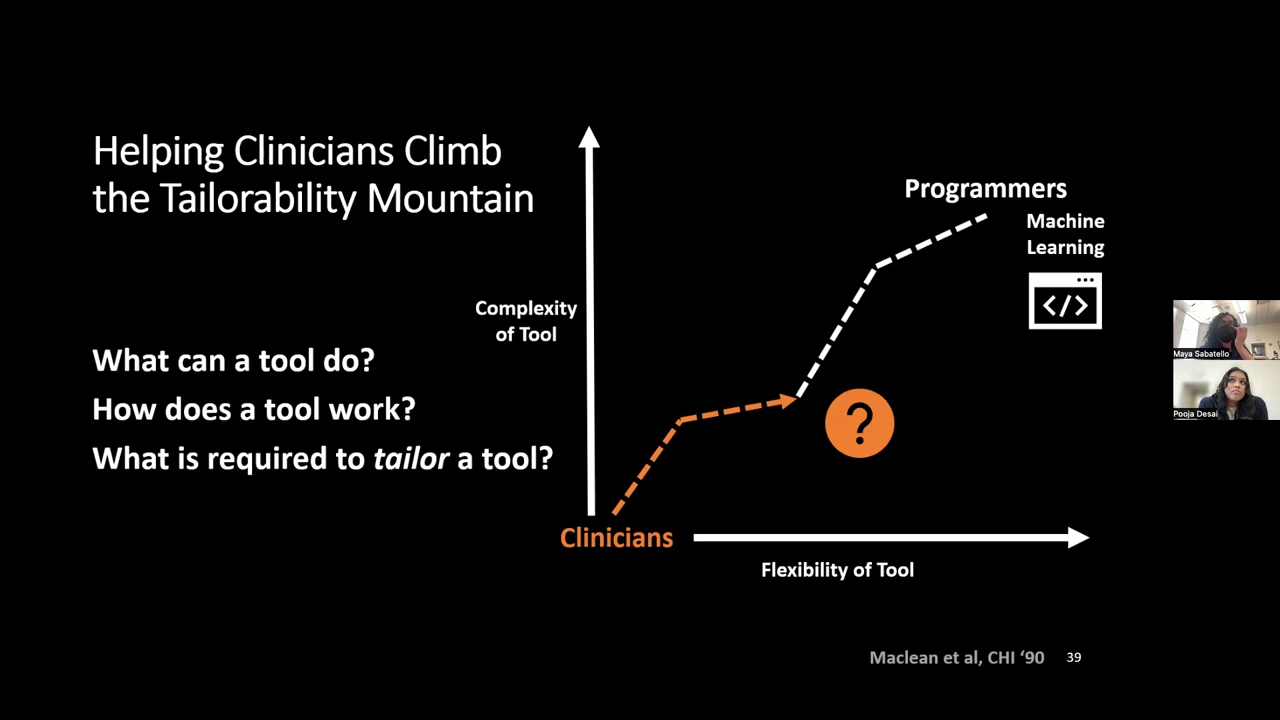 Helping Clinicians Climb
the Tailorability Mountain
What can a tool do?
How does a tool work?
What is required to tailor a tool?
Complexity
of Tool
Programmers
Machine
Learning
</>
?
Clinicians
Flexibility of Tool
Maclean et al, CHI ‘90
39
Maya Sabatello
Pooja Desai